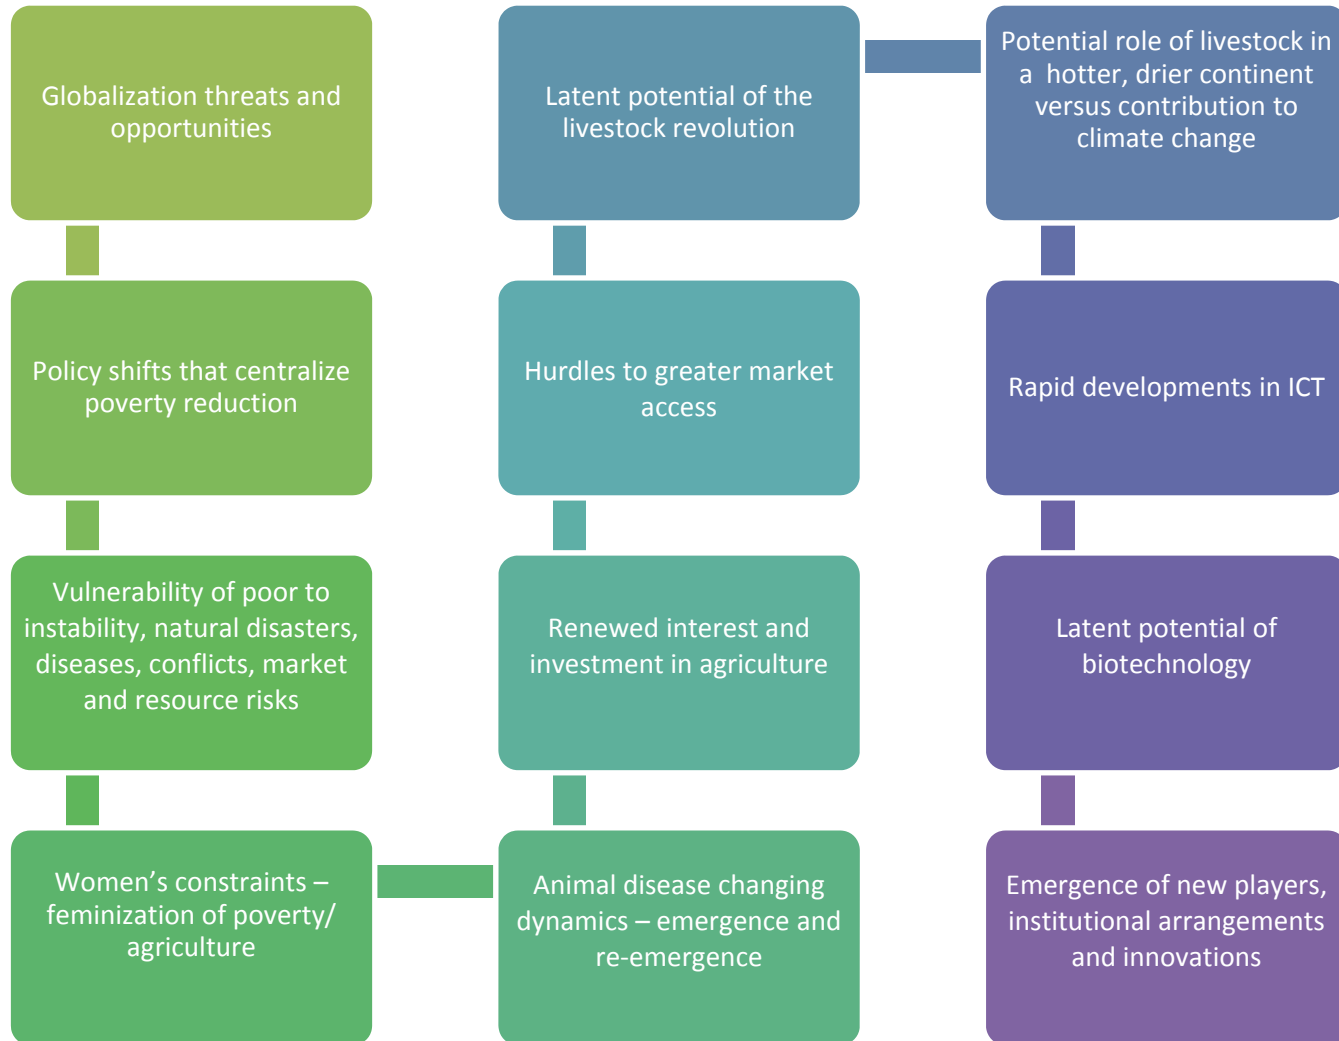 Globalization threats and
opportunities
Policy shifts that centralize
poverty reduction
Vulnerability of poor to
instability, natural disasters,
diseases, conflicts, market
and resource risks
Women’s constraints –
feminization of poverty/
agriculture
Animal disease changing
dynamics – emergence and
re-emergence
Renewed interest and
investment in agriculture
Hurdles to greater market
access
Latent potential of the
livestock revolution
Potential role of livestock in
a  hotter, drier continent
versus contribution to
climate change
Rapid developments in ICT
Latent potential of
biotechnology
Emergence of new players,
institutional arrangements
and innovations